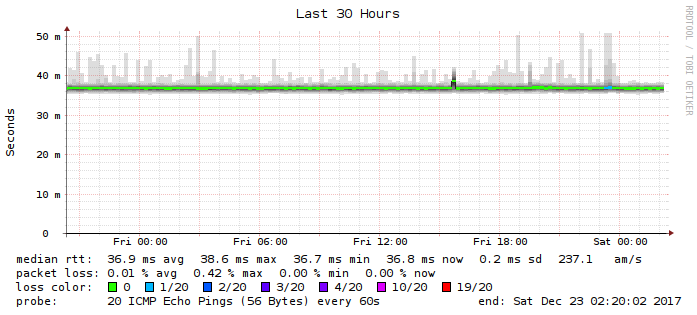 Last 30 Hours
RRDTOOL / TOBI OETIKER
Seconds
50 m
40 m
30 m
20 m
10 m
0
Fri 00:00 Fri 06:00 Fri 12:00 Fri 18:00 Sat 00:00
median rtt: 36.9 ms avg 38.6 ms max 36.7 ms min 36.8 ms now 0.2 ms sd 237.1 am/s
packet loss: 0.01 % avg 0.42 % max 0.00 % min 0.00 % now
loss color: 0 1/20 2/20 3/20 4/20 10/20 19/20
probe: 20 ICMP Echo Pings (56 Bytes) every 60s end: Sat Dec 23 02:20:02 2017